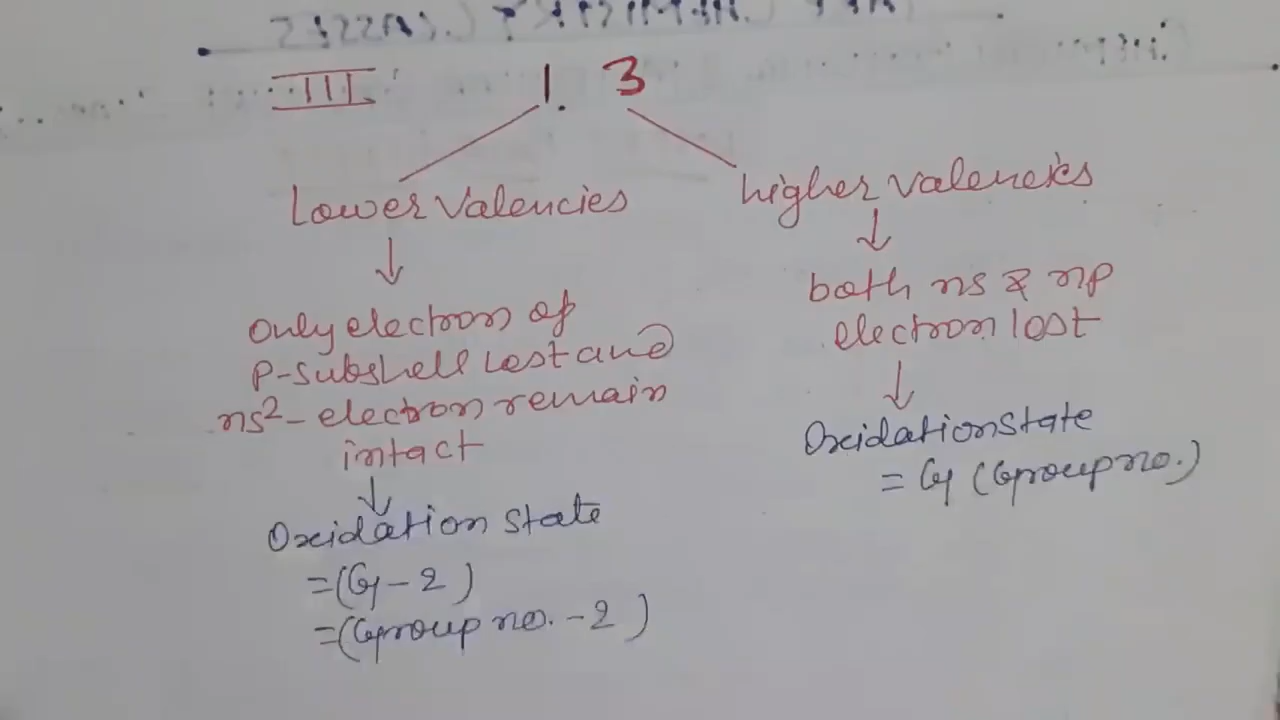 III 1. 3
Lower Valencies
higher valencies
Only electron of
P-subshell lost and
ns²-electron remain
intact
Oxidation state
=(G-2)
=(Group no. -2)
both ns & np
electron lost
Oxidation state
= G (Group no.)